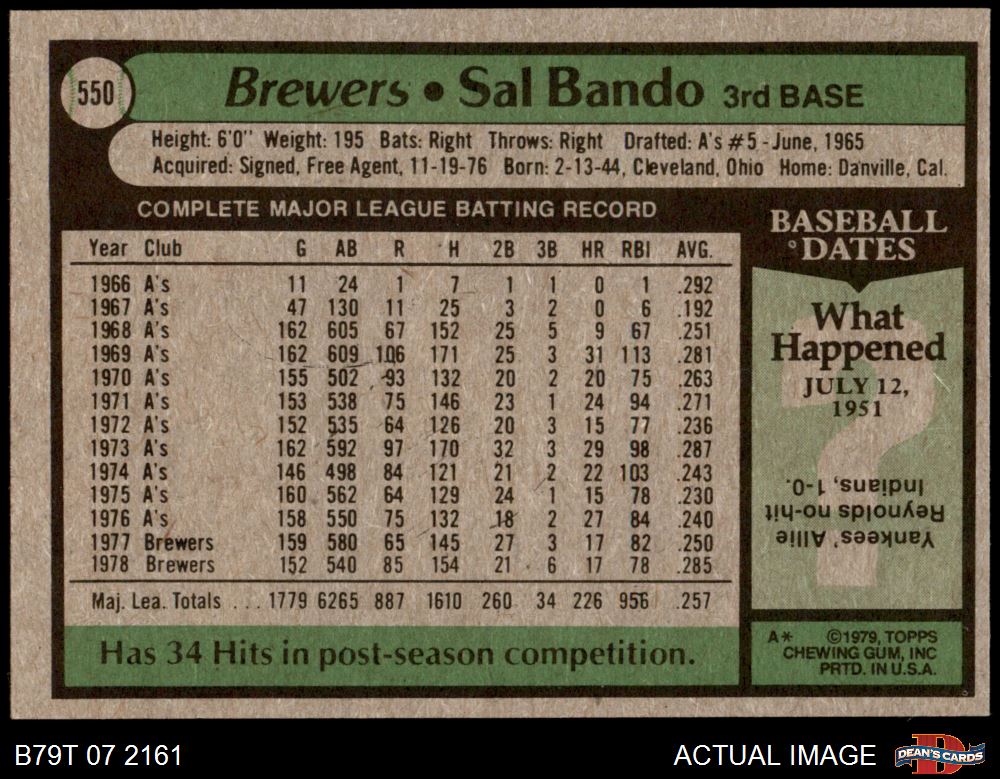 550
Brewers • Sal Bando 3rd BASE
Height: 6'0" Weight: 195 Bats: Right Throws: Right Drafted: A's #5 - June, 1965
Acquired: Signed, Free Agent, 11-19-76 Born: 2-13-44, Cleveland, Ohio Home: Danville, Cal.
COMPLETE MAJOR LEAGUE BATTING RECORD
Year Club G AB R H 2B 3B HR RBI AVG.
1966 A's 11 24 1 7 1 1 0 1 .292
1967 A's 47 130 11 25 3 2 0 6 .192
1968 A's 162 605 67 152 25 5 9 67 .251
1969 A's 162 609 106 171 25 3 31 113 .281
1970 A's 155 502 93 132 20 2 20 75 .263
1971 A's 153 538 75 146 23 1 24 94 .271
1972 A's 152 535 64 126 20 3 15 77 .236
1973 A's 162 592 97 170 32 3 29 98 .287
1974 A's 146 498 84 121 21 2 22 103 .243
1975 A's 160 562 64 129 24 1 15 78 .230
1976 A's 158 550 75 132 18 2 27 84 .240
1977 Brewers 159 580 65 145 27 3 17 82 .250
1978 Brewers 152 540 85 154 21 6 17 78 .285
Maj. Lea. Totals ... 1779 6265 887 1610 260 34 226 956 .257
Has 34 Hits in post-season competition.
BASEBALL
DATES
What
Happened
JULY 12,
1951
Yankees' Allie
Reynolds no-hit
Indians, 1-0.
A* ©1979, TOPPS
CHEWING GUM, INC
PRTD. IN U.S.A.
B79T 07 2161
ACTUAL IMAGE
DEAN'S CARDS